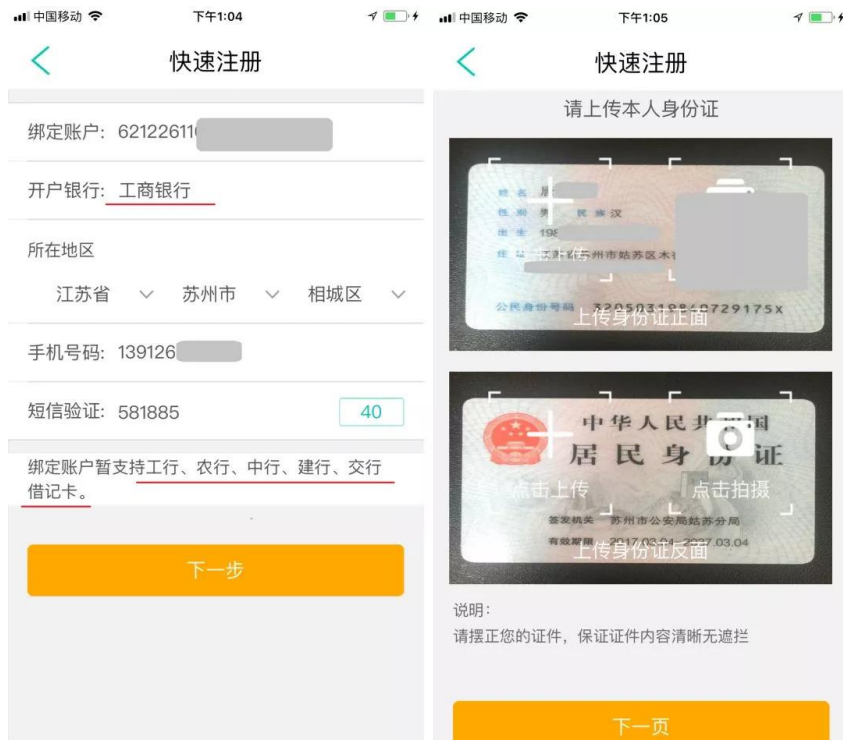 中国移动 下午1:04
快速注册
绑定账户: 62122611
开户银行: 工商银行
所在地区
江苏省 苏州市 相城区
手机号码: 139126
短信验证: 581885 40
绑定账户暂支持工行、农行、中行、建行、交行
借记卡。
下一步
中国移动 下午1:05
快速注册
请上传本人身份证
姓名
性别 男 民族 汉
出生 198
点击上传
公民身份号码
上传身份证正面
中华人民共 国
居民身份证
点击上传 点击拍摄
签发机关 苏州市公安局姑苏分局
有效期限
上传身份证反面
说明：
请摆正您的证件，保证证件内容清晰无遮拦
下一页